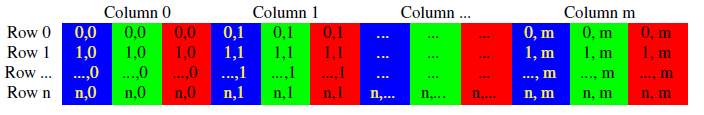 Column 0 Column 1 Column ... Column m
Row 0 0,0 0,0 0,0 0,1 0,1 0,1 ... ... ... 0, m 0, m 0, m
Row 1 1,0 1,0 1,0 1,1 1,1 1,1 ... ... ... 1, m 1, m 1, m
Row ... ...,0 ...,0 ...,0 ...,1 ...,1 ...,1 ... ... ... ..., m ..., m ..., m
Row n n,0 n,0 n,0 n,1 n,1 n,1 n,... n,... n,... n, m n, m n, m